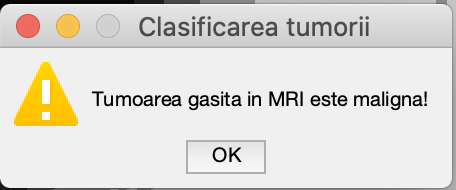 Clasificarea tumorii
Tumoarea gasita in MRI este maligna!
OK